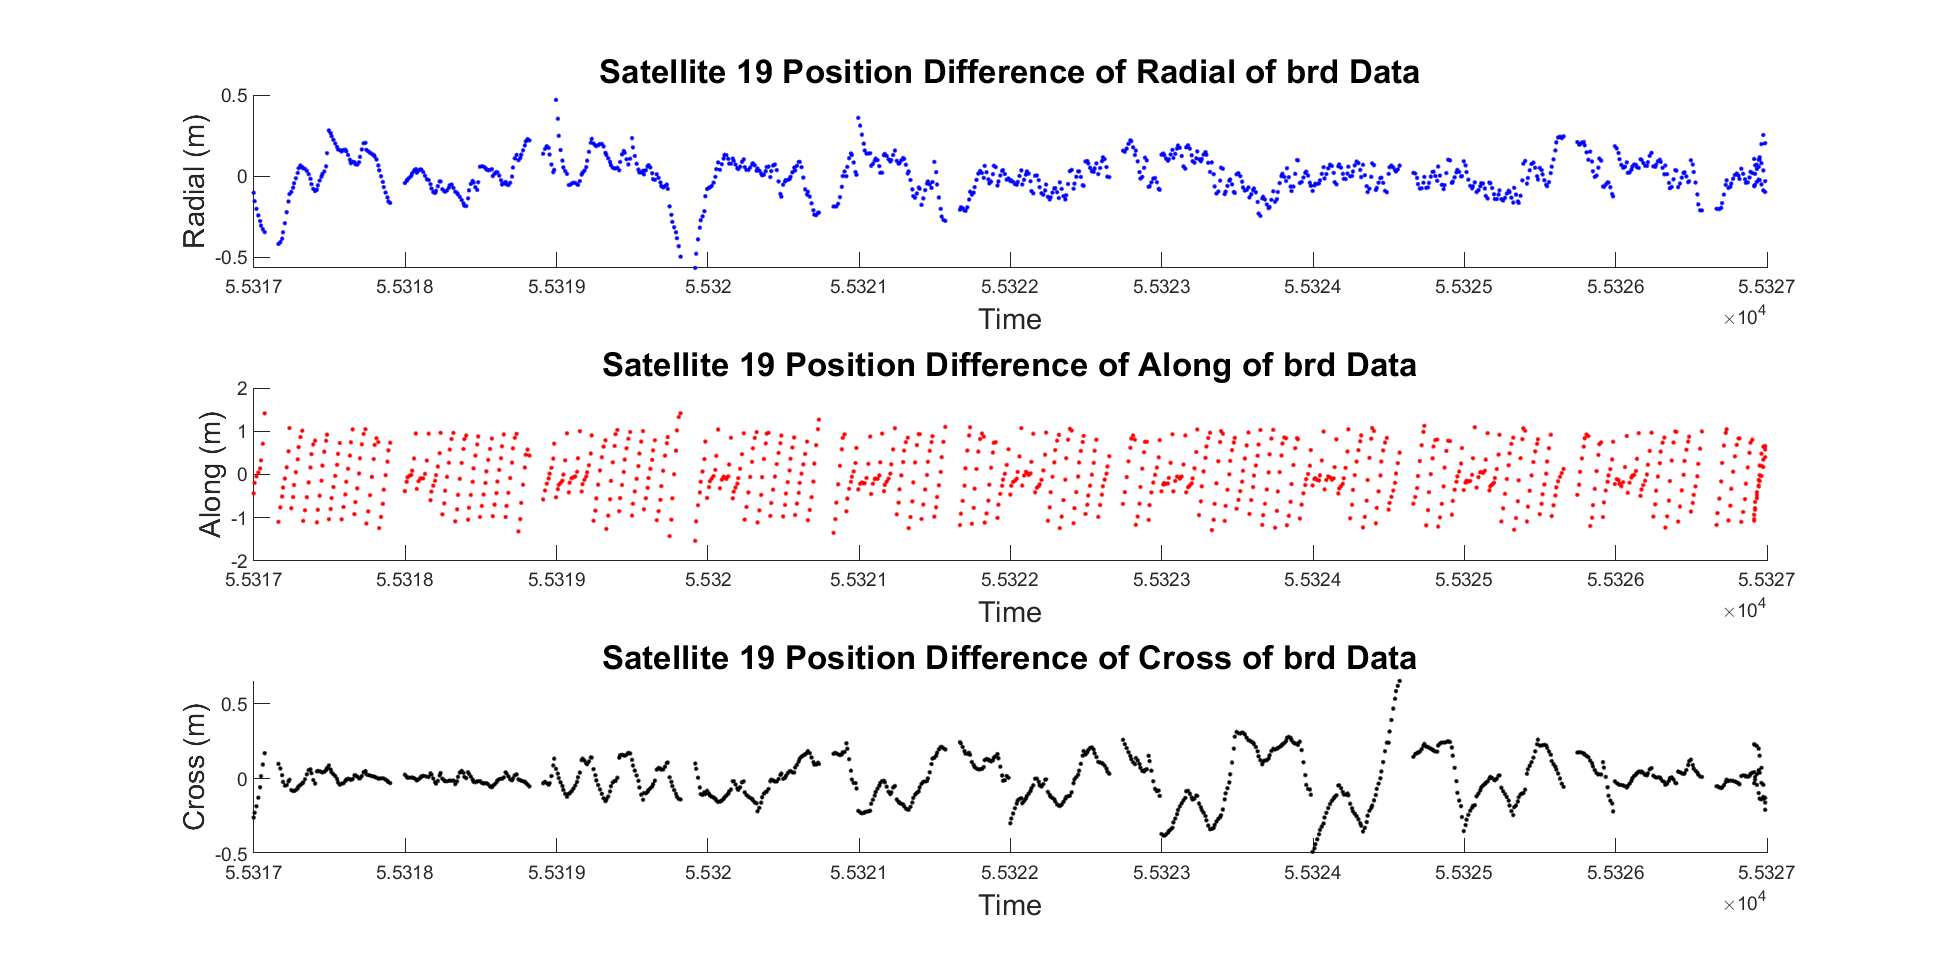 Satellite 19 Position Difference of Radial of brd Data
0.5
0
-0.5
Radial (m)
5.5317 5.5318 5.5319 5.532 5.5321 5.5322 5.5323 5.5324 5.5325 5.5326 5.5327
Time
×10⁴
Satellite 19 Position Difference of Along of brd Data
2
1
0
-1
-2
Along (m)
5.5317 5.5318 5.5319 5.532 5.5321 5.5322 5.5323 5.5324 5.5325 5.5326 5.5327
Time
×10⁴
Satellite 19 Position Difference of Cross of brd Data
0.5
0
-0.5
Cross (m)
5.5317 5.5318 5.5319 5.532 5.5321 5.5322 5.5323 5.5324 5.5325 5.5326 5.5327
Time
×10⁴